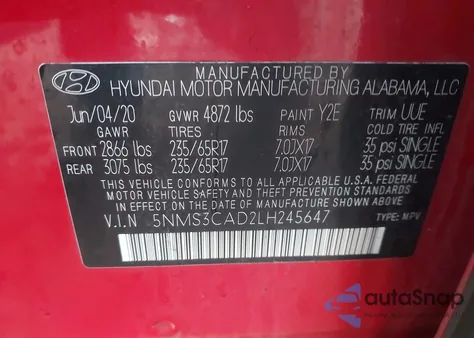 MANUFACTURED BY
HYUNDAI MOTOR MANUFACTURING ALABAMA, LLC
Jun/04/20 GVWR 4872 lbs PAINT Y2E TRIM UUE
GAWR TIRES RIMS COLD TIRE INFL
FRONT 2866 lbs 235/65R17 7.0JX17 35 psi SINGLE
REAR 3075 lbs 235/65R17 7.0JX17 35 psi SINGLE
THIS VEHICLE CONFORMS TO ALL APPLICABLE U.S.A. FEDERAL
MOTOR VEHICLE SAFETY AND THEFT PREVENTION STANDARDS
IN EFFECT ON THE DATE OF MANUFACTURE SHOWN ABOVE
V.I.N 5NMS3CAD2LH245647 TYPE: MPV
autoSnap